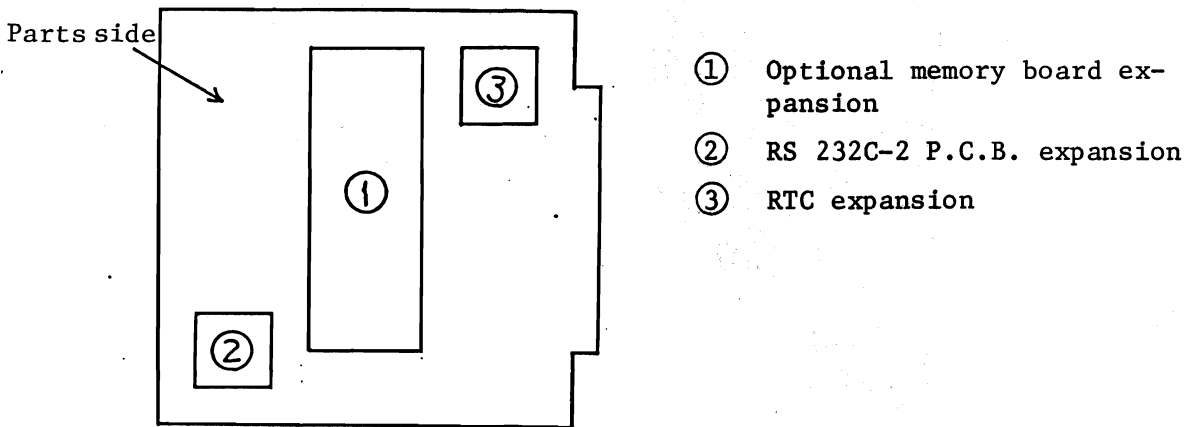 Parts side
③
①
②
① Optional memory board ex-
pansion
② RS 232C-2 P.C.B. expansion
③ RTC expansion